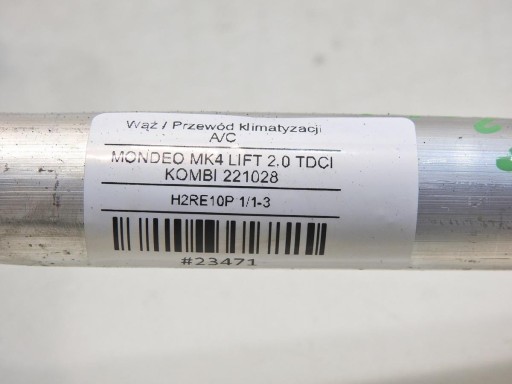 Wąż / Przewód klimatyzacji
A/C
MONDEO MK4 LIFT 2.0 TDCI
KOMBI 221028
H2RE10P 1/1-3
#23471